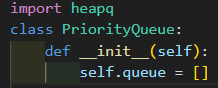 import heapq
class PriorityQueue:
    def __init__(self):
        self.queue = []